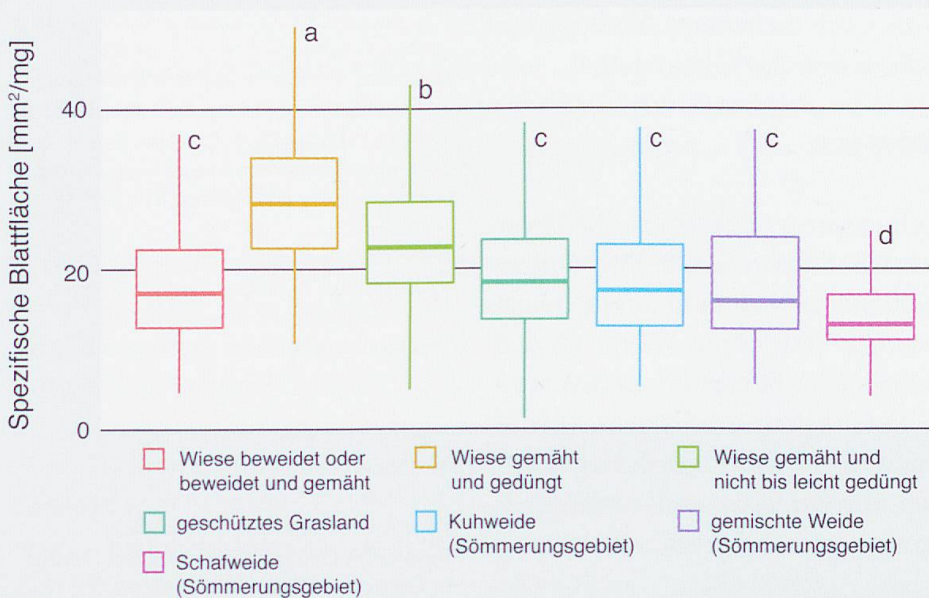 Spezifische Blattfläche [mm²/mg]
40
20
0
c
a
b
c
c
c
d
Wiese beweidet oder
beweidet und gemäht
Wiese gemäht
und gedüngt
Wiese gemäht und
nicht bis leicht gedüngt
geschütztes Grasland
Kuhweide
(Sömmerungsgebiet)
gemischte Weide
(Sömmerungsgebiet)
Schafweide
(Sömmerungsgebiet)